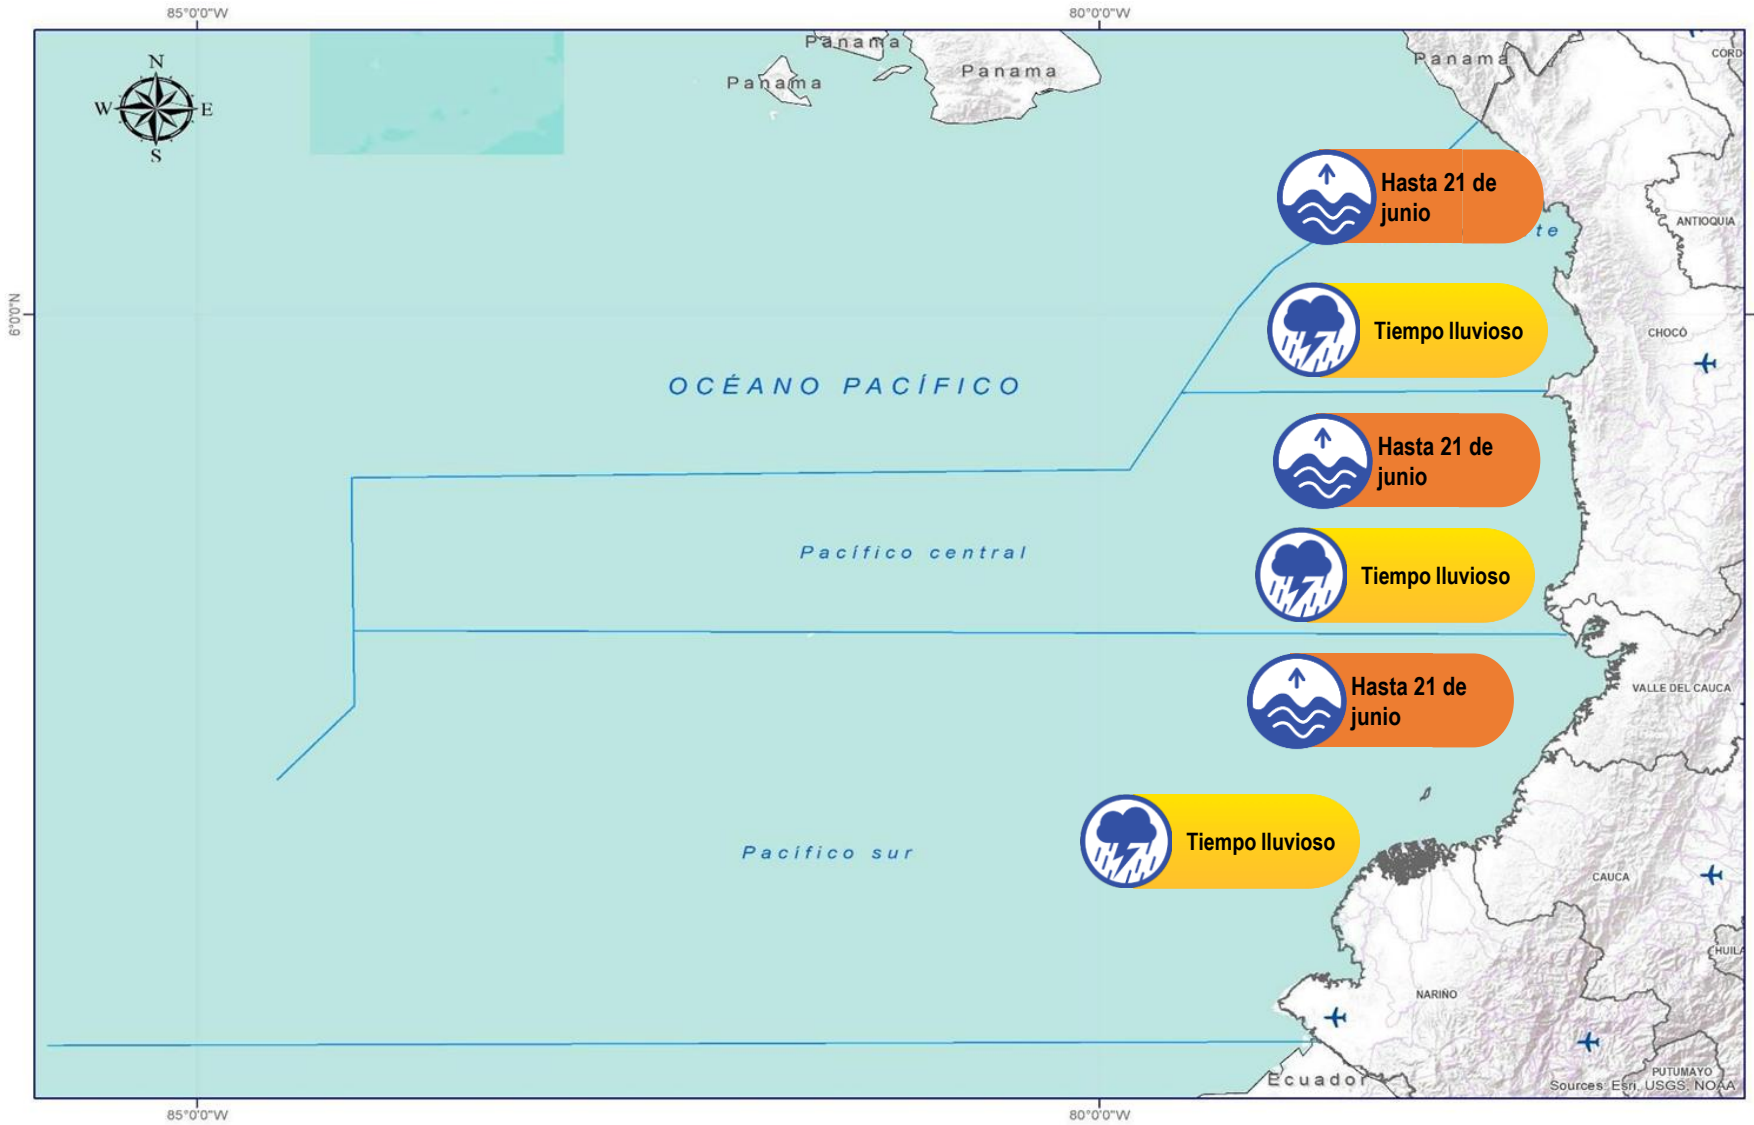 85°0'0"W
80°0'0"W
N
W
E
S
Panama
Panama
Panama
Panama
CORD
Hasta 21 de
junio
te
ANTIOQUIA
6°0'0"N
Tiempo lluvioso
CHOCÓ
OCÉANO PACÍFICO
Hasta 21 de
junio
Pacífico central
Tiempo lluvioso
Hasta 21 de
junio
VALLE DEL CAUCA
Tiempo lluvioso
Pacífico sur
CAUCA
HUILA
NARIÑO
PUTUMAYO
Ecuador
Sources: Esri, USGS, NOAA
85°0'0"W
80°0'0"W